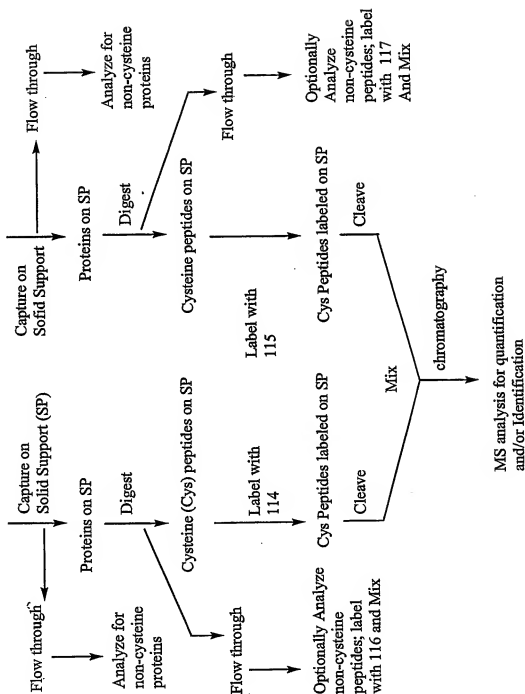 Capture on
Solid Support (SP)
Flow through
Analyze for
non-cysteine
proteins
Proteins on SP
Digest
Flow through
Optionally Analyze
non-cysteine
peptides; label
with 116 and Mix
Cysteine (Cys) peptides on SP
Label with
114
Cys Peptides labeled on SP
Cleave
Capture on
Solid Support
Flow through
Analyze for
non-cysteine
proteins
Proteins on SP
Digest
Flow through
Optionally
Analyze
non-cysteine
peptides; label
with 117
And Mix
Cysteine peptides on SP
Label with
115
Cys Peptides labeled on SP
Cleave
Mix
chromatography
MS analysis for quantification
and/or Identification